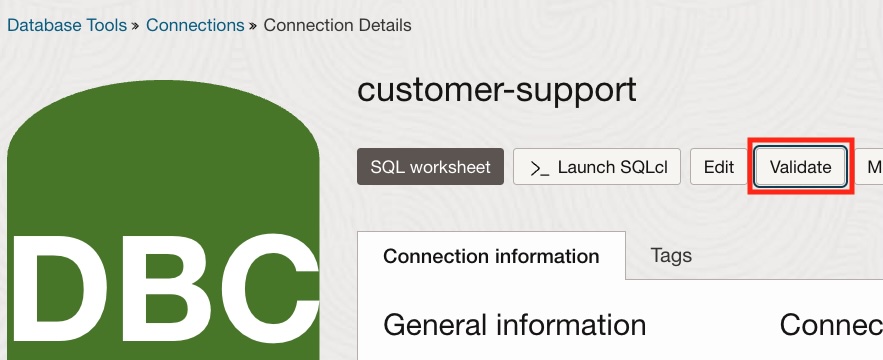 Database Tools » Connections » Connection Details
customer-support
SQL worksheet >_ Launch SQLcl Edit Validate M
DBC
Connection information Tags
General information Connec